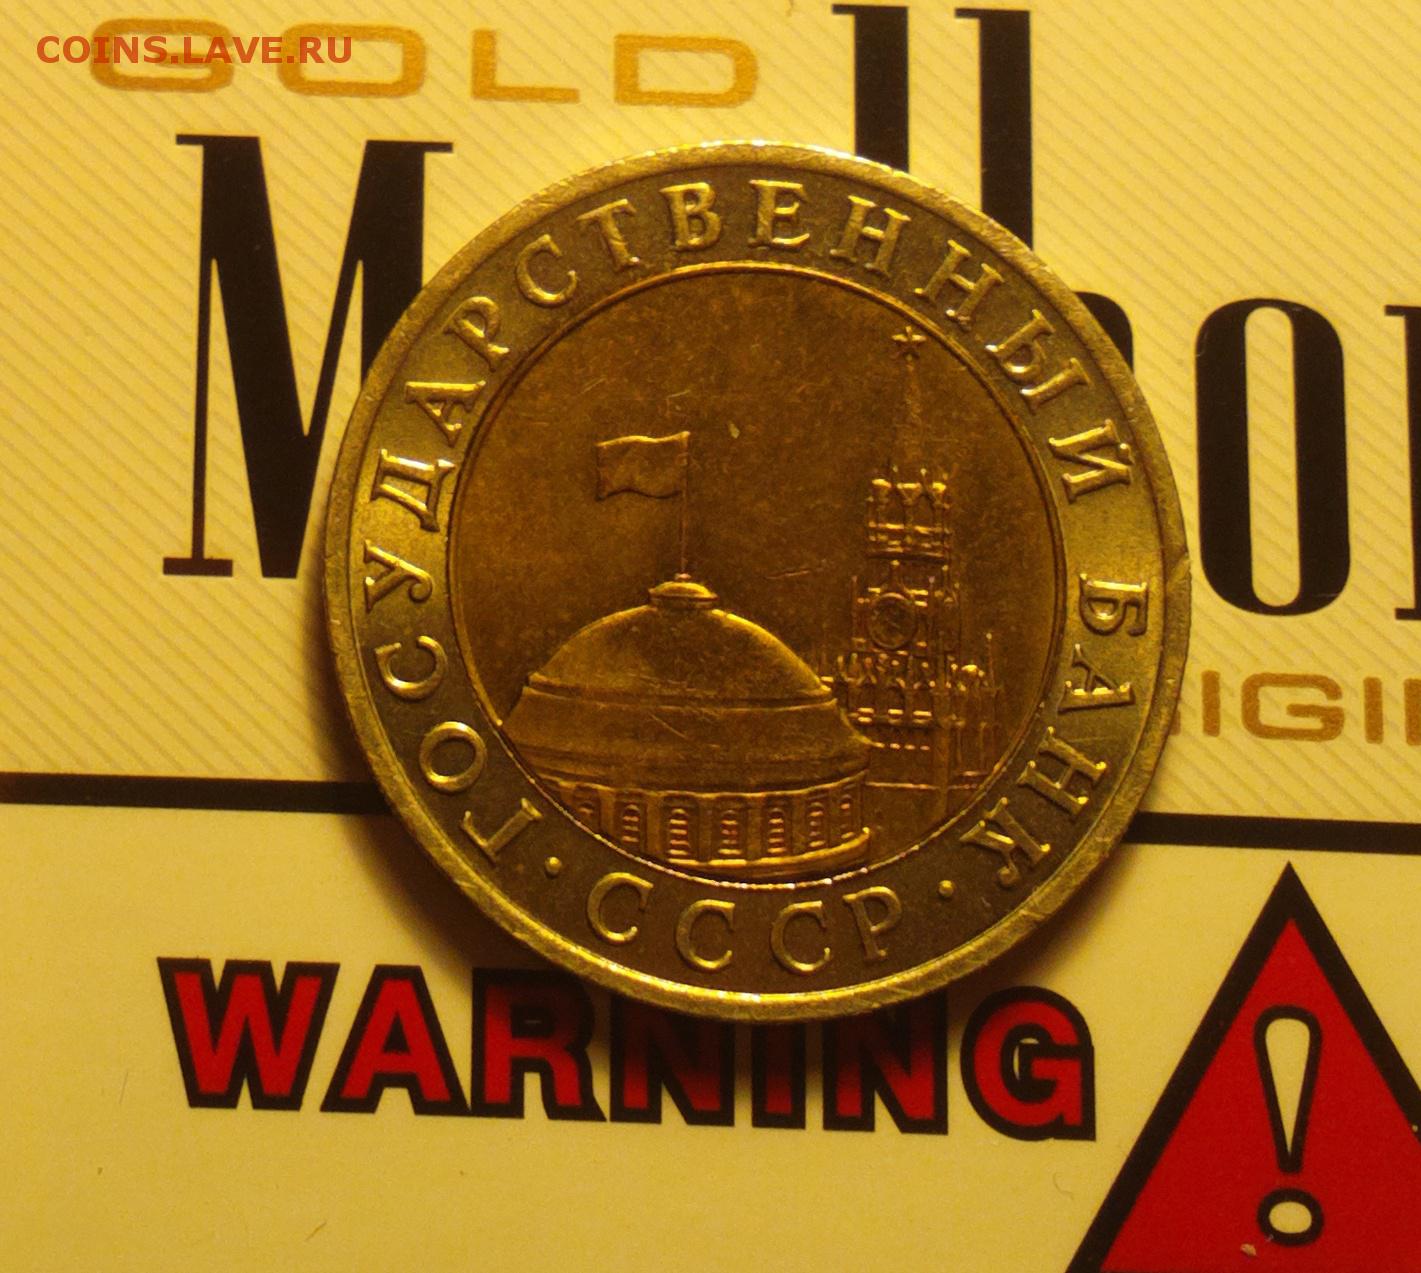 COINS.LAVE.RU
GOLD
ГОСУДАРСТВЕННЫЙ БАНК
· СССР ·
WARNING
!